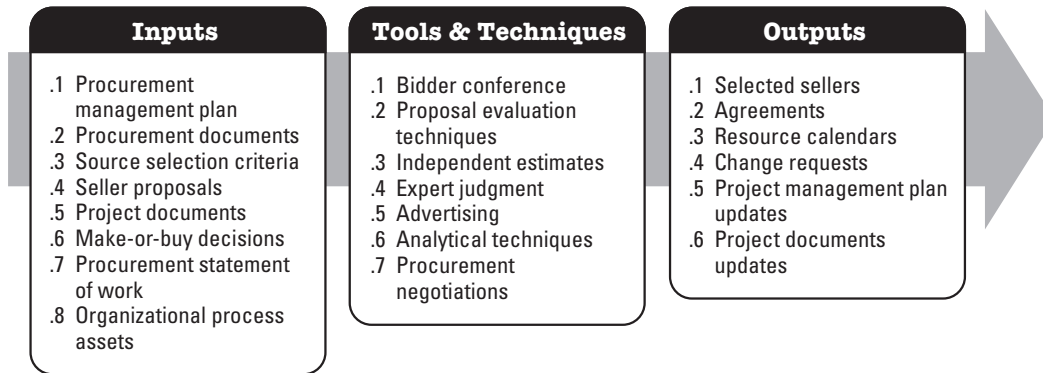 Inputs
.1 Procurement
management plan
.2 Procurement documents
.3 Source selection criteria
.4 Seller proposals
.5 Project documents
.6 Make-or-buy decisions
.7 Procurement statement
of work
.8 Organizational process
assets
Tools & Techniques
.1 Bidder conference
.2 Proposal evaluation
techniques
.3 Independent estimates
.4 Expert judgment
.5 Advertising
.6 Analytical techniques
.7 Procurement
negotiations
Outputs
.1 Selected sellers
.2 Agreements
.3 Resource calendars
.4 Change requests
.5 Project management plan
updates
.6 Project documents
updates